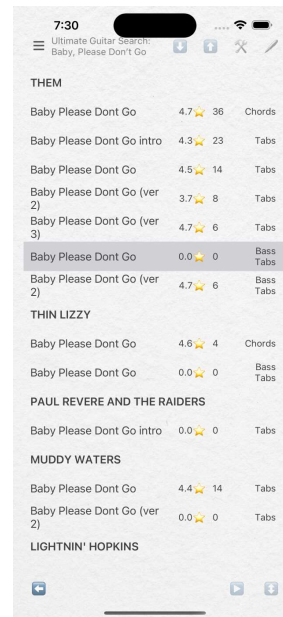 7:30
Ultimate Guitar Search:
Baby, Please Don't Go
THEM
Baby Please Dont Go 4.7 36 Chords
Baby Please Dont Go intro 4.3 23 Tabs
Baby Please Dont Go 4.5 14 Tabs
Baby Please Dont Go (ver 2) 3.7 8 Tabs
Baby Please Dont Go (ver 3) 4.7 6 Tabs
Baby Please Dont Go 0.0 0 Bass Tabs
Baby Please Dont Go (ver 2) 4.7 6 Bass Tabs
THIN LIZZY
Baby Please Dont Go 4.6 4 Chords
Baby Please Dont Go 0.0 0 Bass Tabs
PAUL REVERE AND THE RAIDERS
Baby Please Dont Go intro 0.0 0 Tabs
MUDDY WATERS
Baby Please Dont Go 4.4 14 Tabs
Baby Please Dont Go (ver 2) 0.0 0 Tabs
LIGHTNIN' HOPKINS